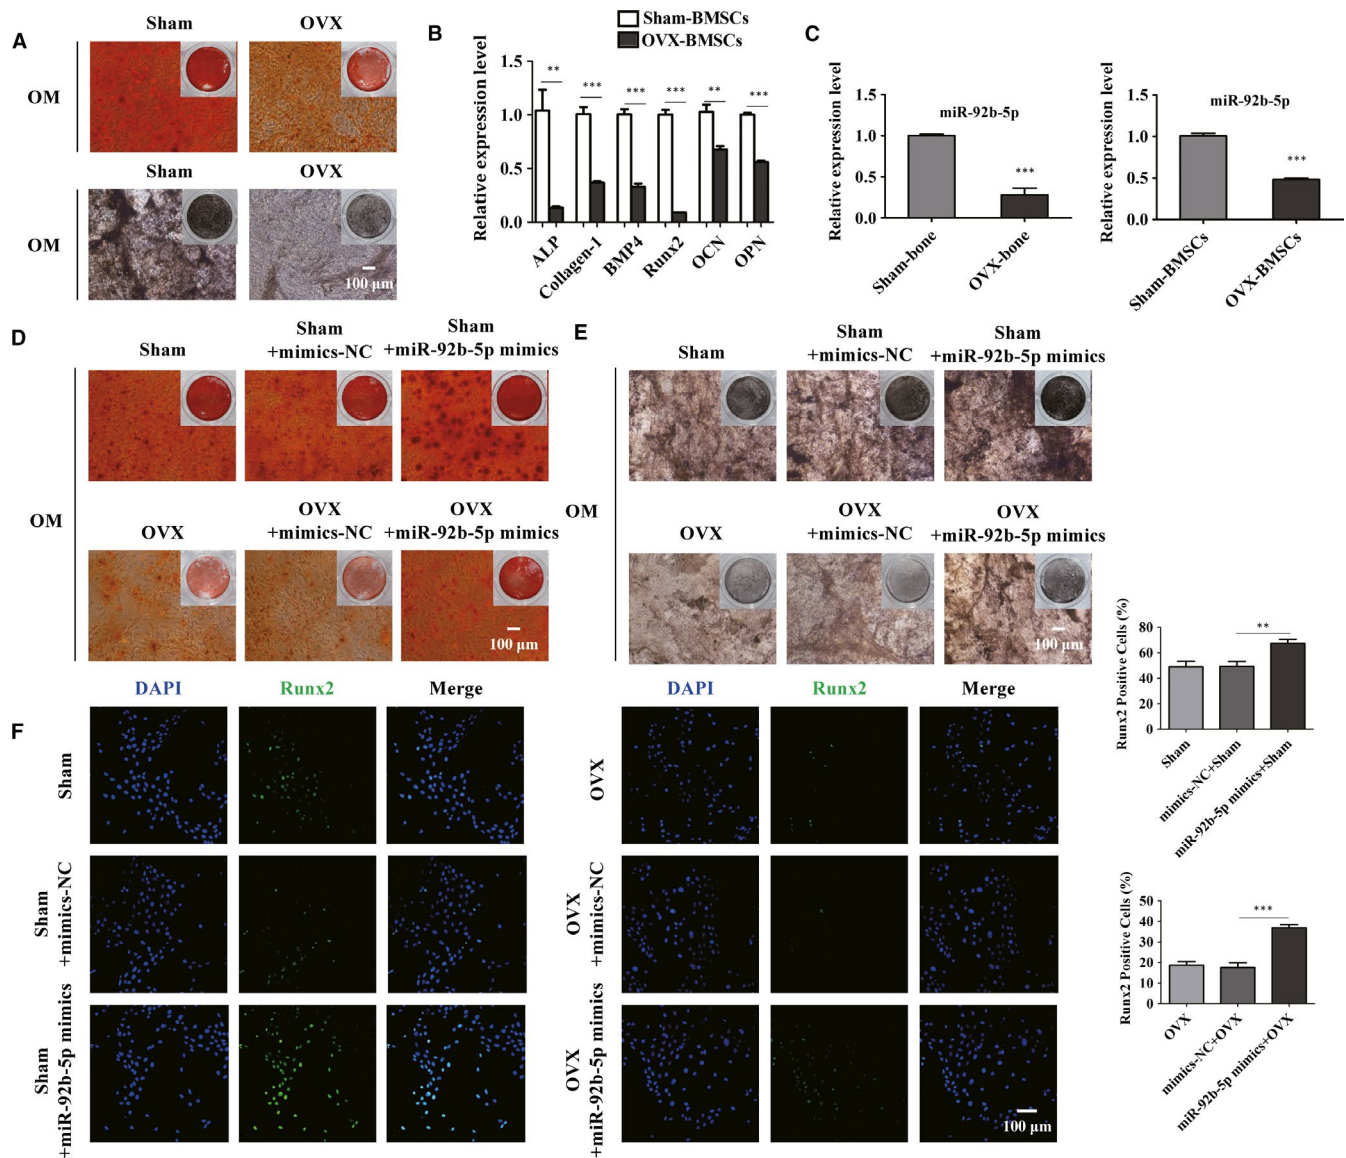 A
Sham
OVX
OM
Sham
OVX
OM
100 µm
B
Sham-BMSCs
OVX-BMSCs
Relative expression level
1.5
1.0
0.5
0.0
**
***
***
***
**
***
ALP
Collagen-1
BMP4
Runx2
OCN
OPN
C
Relative expression level
1.5
1.0
0.5
0.0
miR-92b-5p
***
Sham-bone
OVX-bone
Relative expression level
1.5
1.0
0.5
0.0
miR-92b-5p
***
Sham-BMSCs
OVX-BMSCs
D
Sham
Sham
+mimics-NC
Sham
+miR-92b-5p mimics
OM
OVX
OVX
+mimics-NC
OVX
+miR-92b-5p mimics
100 µm
E
Sham
Sham
+mimics-NC
Sham
+miR-92b-5p mimics
OM
OVX
OVX
+mimics-NC
OVX
+miR-92b-5p mimics
100 µm
F
DAPI
Runx2
Merge
Sham
Sham
+mimics-NC
Sham
+miR-92b-5p mimics
DAPI
Runx2
Merge
OVX
OVX
+mimics-NC
OVX
+miR-92b-5p mimics
100 µm
Runx2 Positive Cells (%)
80
60
40
20
0
**
Sham
mimics-NC+Sham
miR-92b-5p mimics+Sham
Runx2 Positive Cells (%)
50
40
30
20
10
0
***
OVX
mimics-NC+OVX
miR-92b-5p mimics+OVX